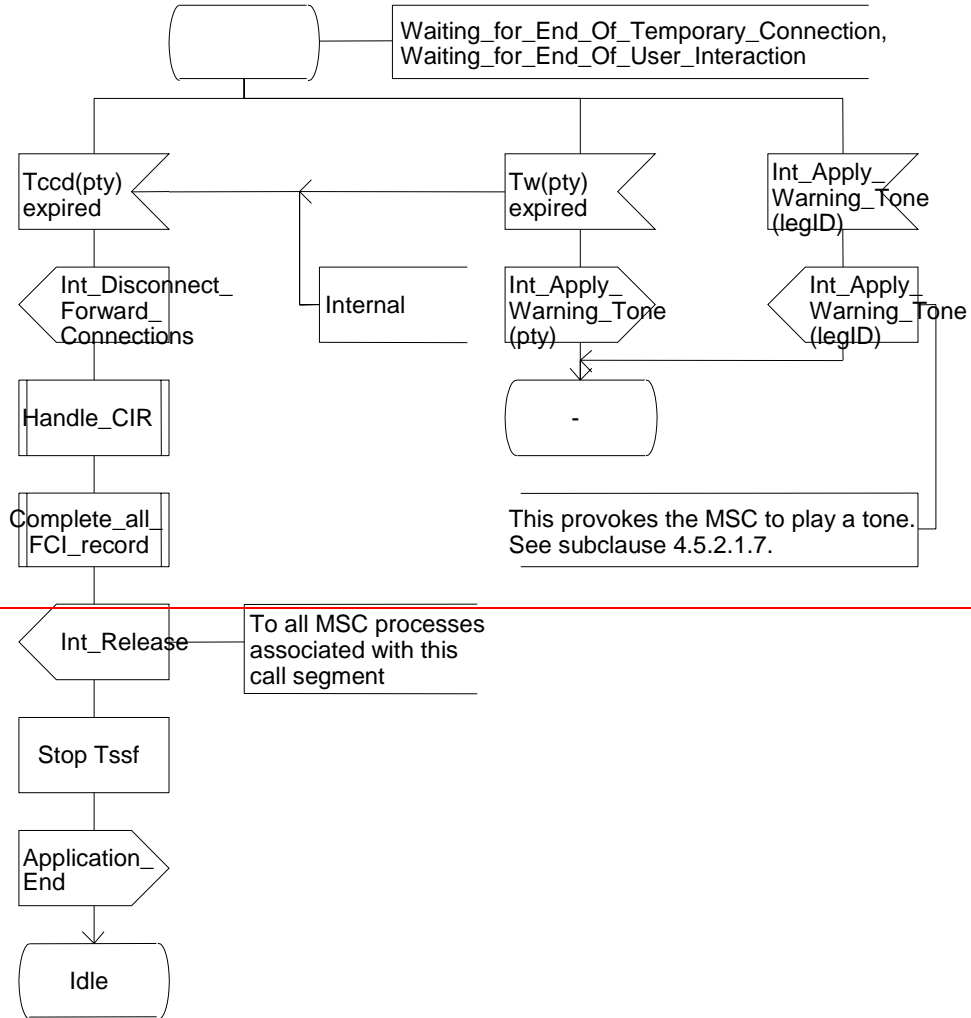 Waiting_for_End_Of_Temporary_Connection,
Waiting_for_End_Of_User_Interaction
Tccd(pty)
expired
Tw(pty)
expired
Int_Apply_
Warning_Tone
(legID)
Int_Disconnect_
Forward_
Connections
Internal
Int_Apply_
Warning_Tone
(pty)
Int_Apply_
Warning_Tone
(legID)
Handle_CIR
-
Complete_all_
FCI_record
This provokes the MSC to play a tone.
See subclause 4.5.2.1.7.
Int_Release
To all MSC processes
associated with this
call segment
Stop Tssf
Application_
End
Idle